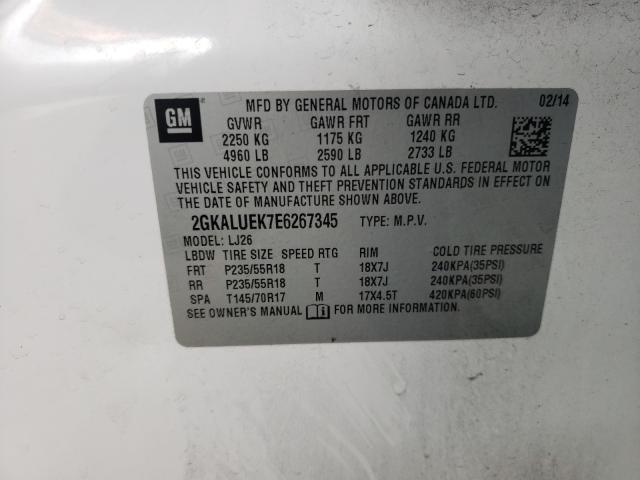 GM
MFD BY GENERAL MOTORS OF CANADA LTD. 02/14
GVWR GAWR FRT GAWR RR
2250 KG 1175 KG 1240 KG
4960 LB 2590 LB 2733 LB
THIS VEHICLE CONFORMS TO ALL APPLICABLE U.S. FEDERAL MOTOR
VEHICLE SAFETY AND THEFT PREVENTION STANDARDS IN EFFECT ON
THE DATE OF MANUFACTURE SHOWN ABOVE.
2GKALUEK7E6267345 TYPE: M.P.V.
MODEL: LJ26
LBDW TIRE SIZE SPEED RTG RIM COLD TIRE PRESSURE
FRT P235/55R18 T 18X7J 240KPA(35PSI)
RR P235/55R18 T 18X7J 240KPA(35PSI)
SPA T145/70R17 M 17X4.5T 420KPA(60PSI)
SEE OWNER'S MANUAL FOR MORE INFORMATION.